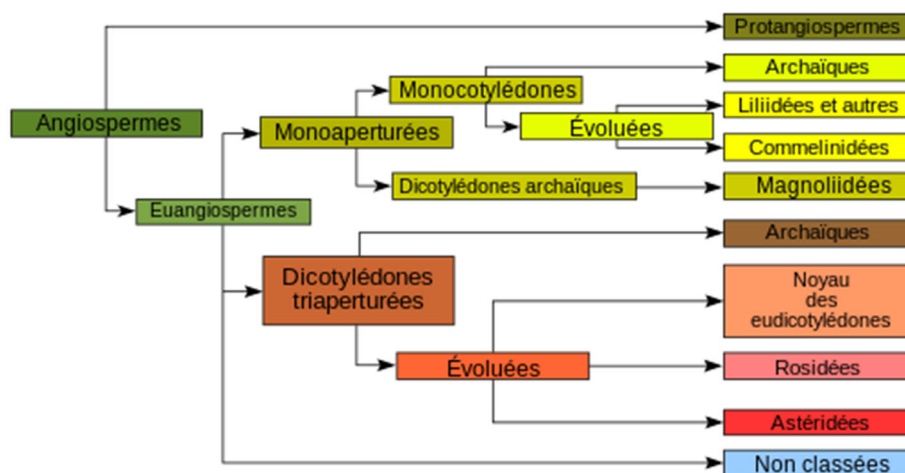 Protangiospermes
Archaïques
Monocotylédones
Liliidées et autres
Angiospermes
Monoaperturées
Évoluées
Commelinidées
Dicotylédones archaïques
Magnoliidées
Euangiospermes
Archaïques
Dicotylédones
triaperturées
Noyau
des
eudicotylédones
Évoluées
Rosidées
Astéridées
Non classées